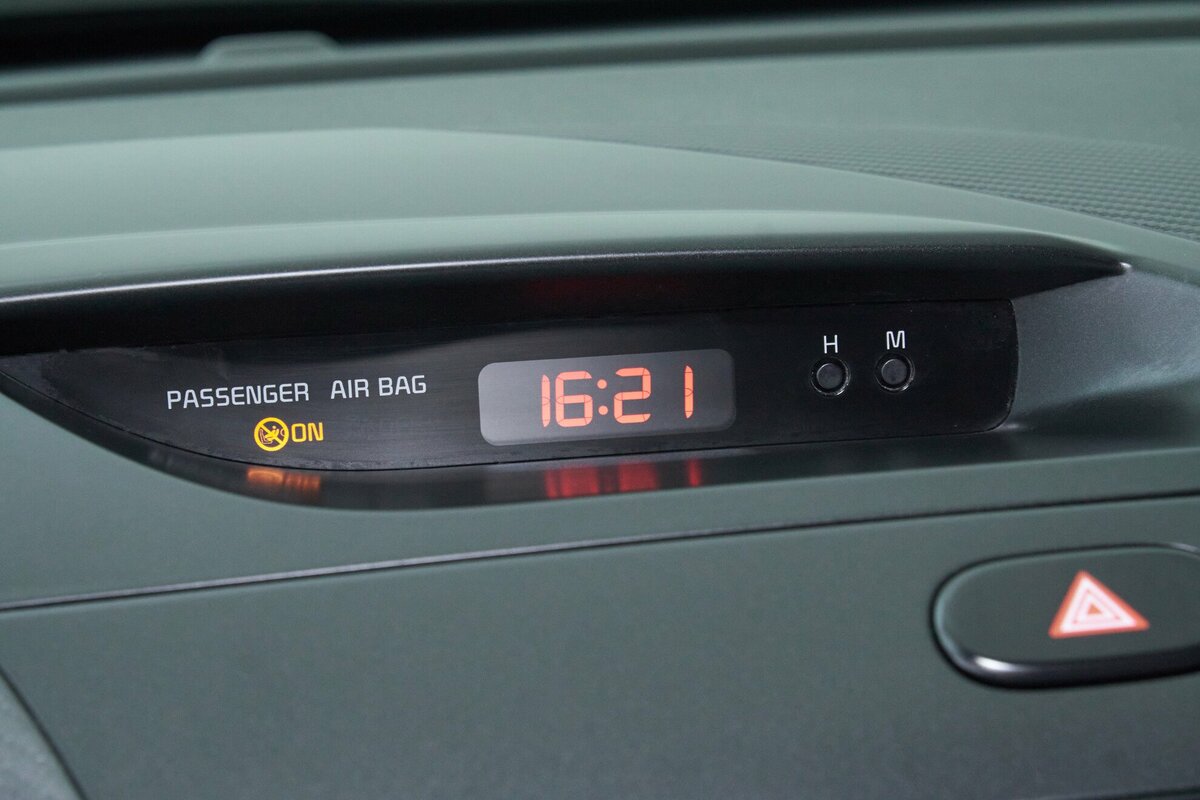 PASSENGER AIR BAG
ON
16:21
H M